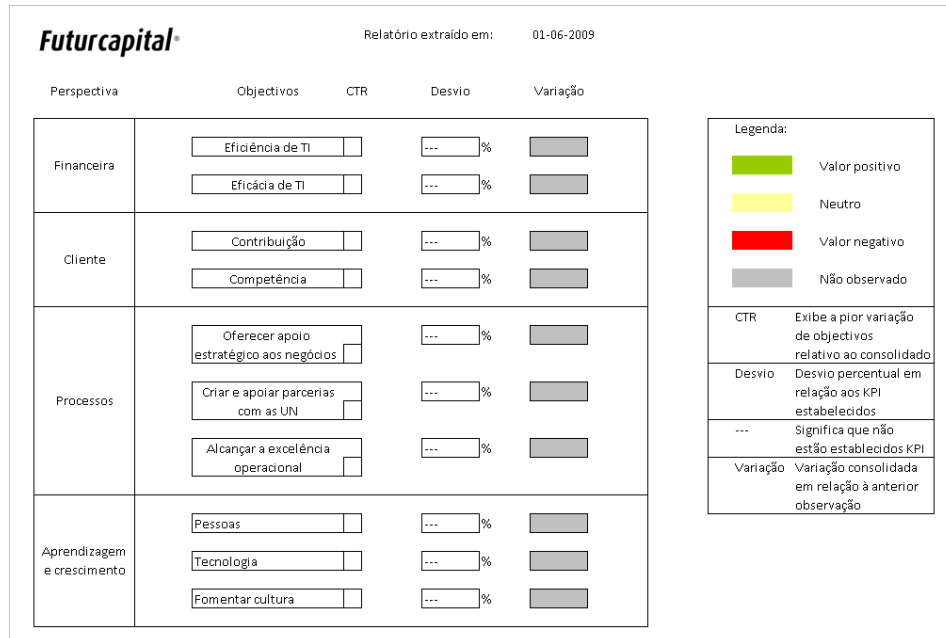 Futurcapital®
Relatório extraído em: 01-06-2009
Perspectiva Objectivos CTR Desvio Variação
Financeira
Eficiência de TI --- %
Eficácia de TI --- %
Cliente
Contribuição --- %
Competência --- %
Processos
Oferecer apoio
estratégico aos negócios --- %
Criar e apoiar parcerias
com as UN --- %
Alcançar a excelência
operacional --- %
Aprendizagem
e crescimento
Pessoas --- %
Tecnologia --- %
Fomentar cultura --- %
Legenda:
Valor positivo
Neutro
Valor negativo
Não observado
CTR Exibe a pior variação
de objectivos
relativo ao consolidado
Desvio Desvio percentual em
relação aos KPI
estabelecidos
--- Significa que não
estão establecidos KPI
Variação Variação consolidada
em relação à anterior
observação